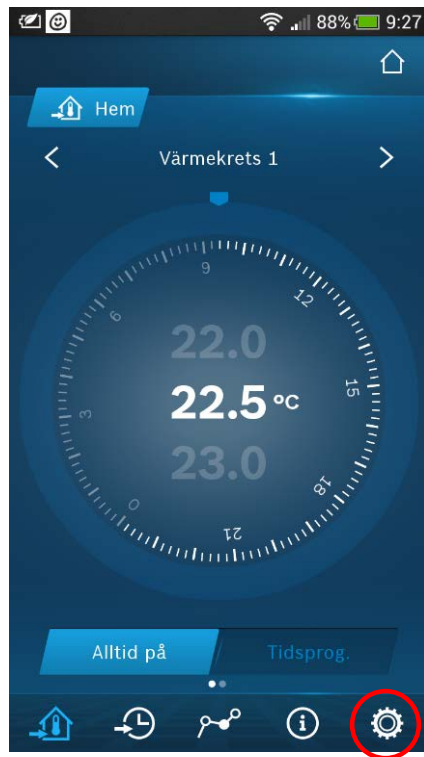 88% 9:27
Hem
Värmekrets 1
9
12
6
22.0
15
22.5 °C
3
23.0
18
0
21
Alltid på
Tidsprog.